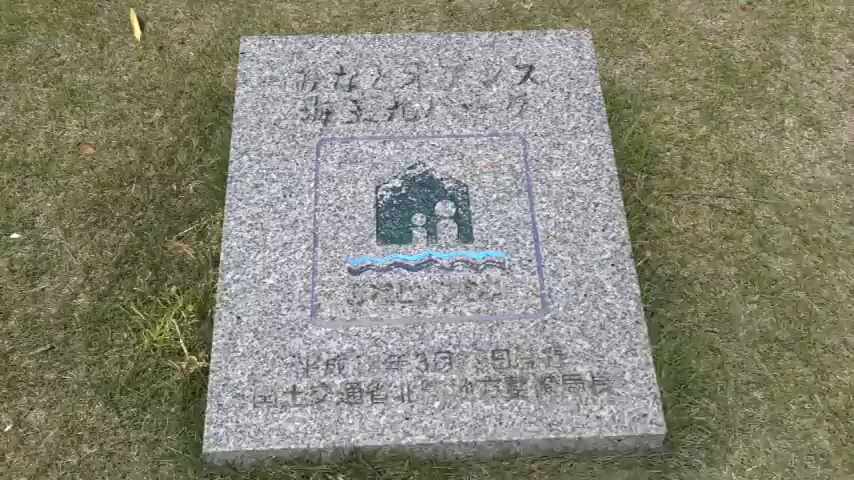 みなとオアシス
海王丸パーク
平成 年3月 日
国土交通省北陸地方整備局長